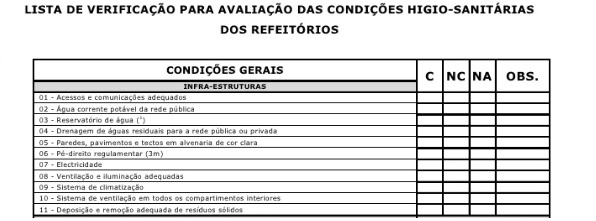 LISTA DE VERIFICAÇÃO PARA AVALIAÇÃO DAS CONDIÇÕES HIGIO-SANITÁRIAS
DOS REFEITÓRIOS
CONDIÇÕES GERAIS C NC NA OBS.
INFRA-ESTRUTURAS
01 - Acessos e comunicações adequados
02 - Água corrente potável da rede pública
03 - Reservatório de água (¹)
04 - Drenagem de águas residuais para a rede pública ou privada
05 - Paredes, pavimentos e tectos em alvenaria de cor clara
06 - Pé-direito regulamentar (3m)
07 - Electricidade
08 - Ventilação e iluminação adequadas
09 - Sistema de climatização
10 - Sistema de ventilação em todos os compartimentos interiores
11 - Deposição e remoção adequada de resíduos sólidos